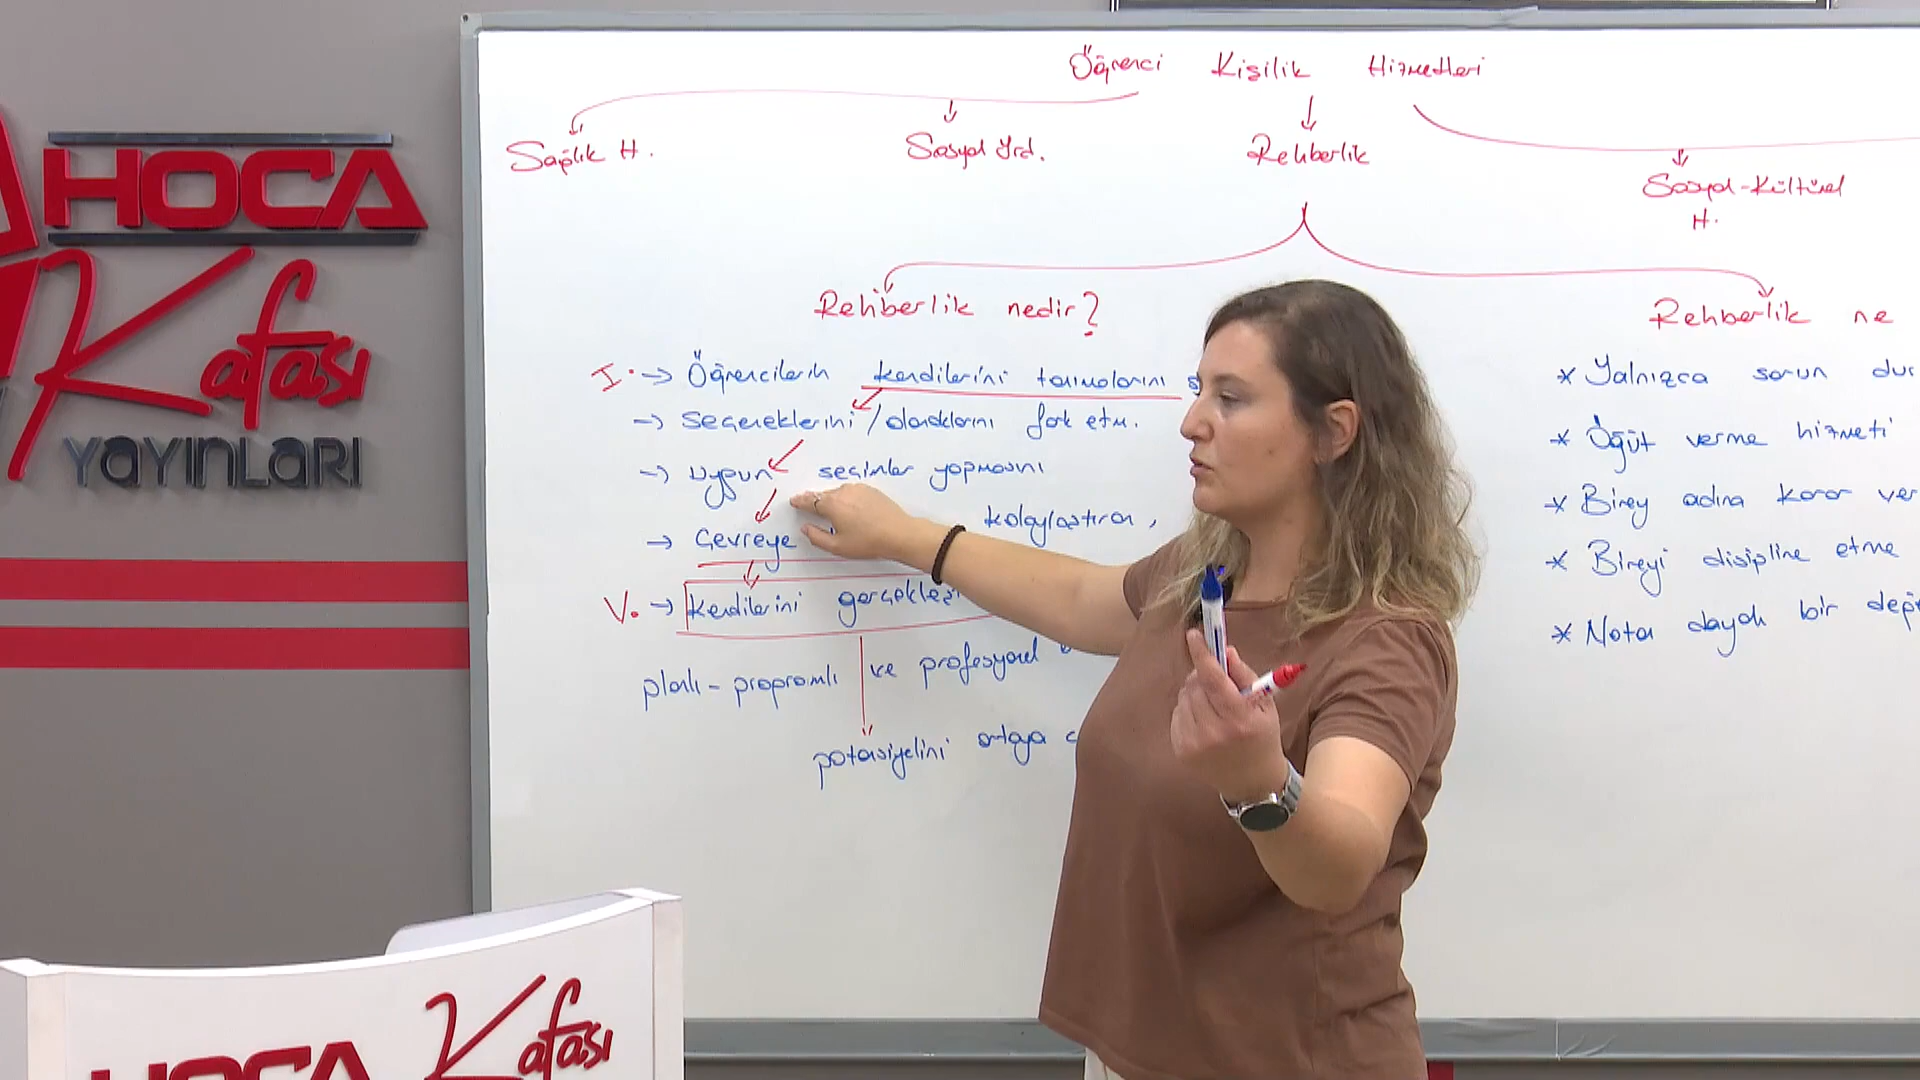 HOCA
Kafası
YAYINLARI
Öğrenci Kişilik Hizmetleri
Sağlık H.
Sosyal Yrd.
Rehberlik
Sosyal-Kültürel
H.
Rehberlik nedir?
I. → Öğrencilerin kendilerini tanımalarını
→ seçeneklerini / olanaklarını fark etm.
→ uygun seçimler yapmasını
→ Çevreye kolaylaştıran,
V. → kendilerini
planlı - programlı ve profesyonel
potansiyelini ortaya
Rehberlik ne
* Yalnızca sorun
* Öğüt verme hizmeti
* Birey adına karar
* Bireyi disipline etme
* Nota dayalı bir
HOCA Kafası